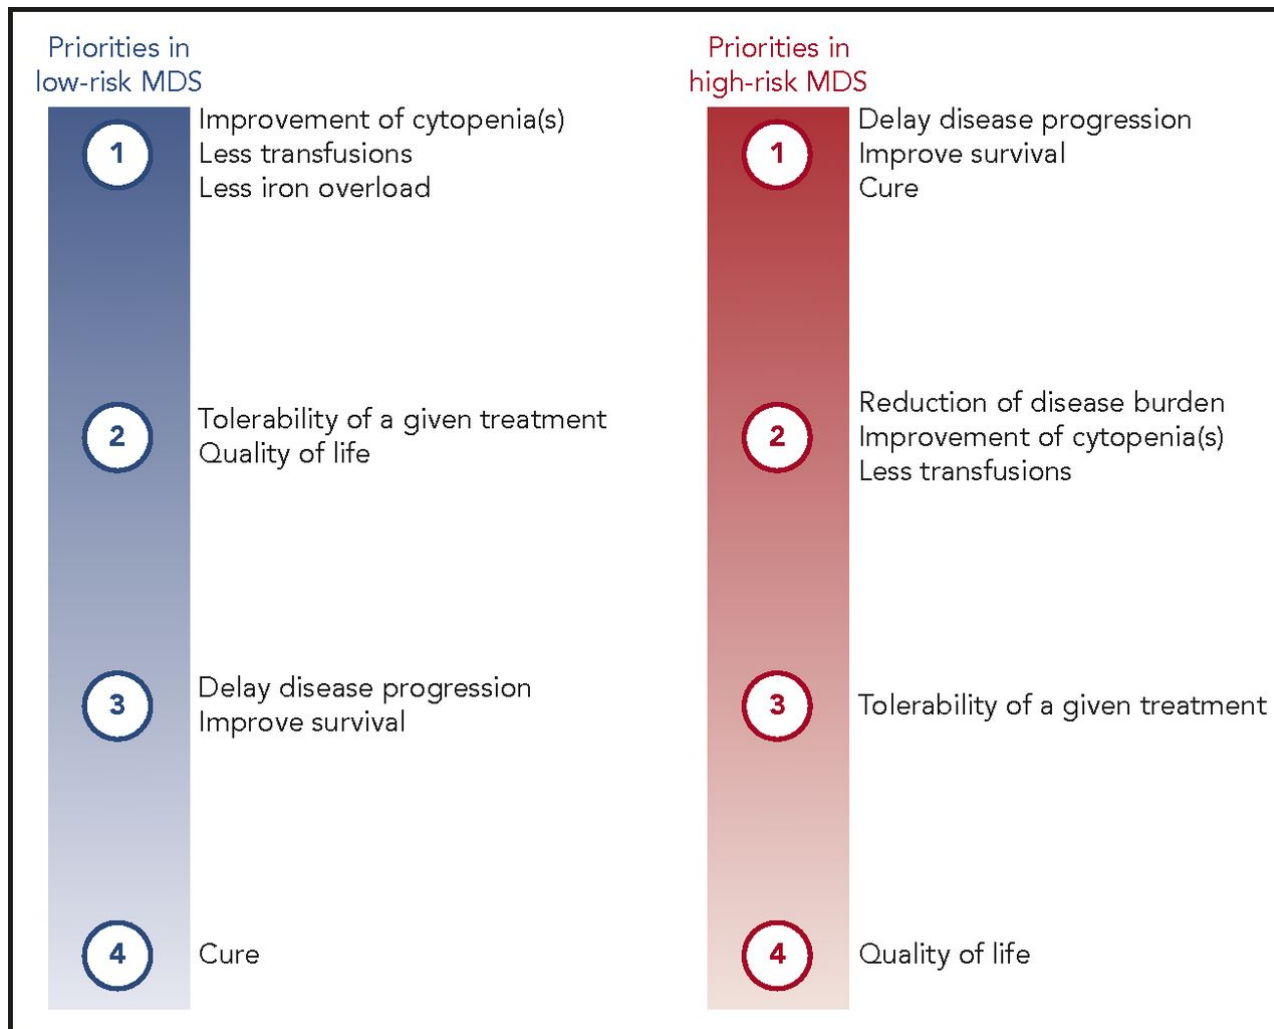 Priorities in
low-risk MDS
1
Improvement of cytopenia(s)
Less transfusions
Less iron overload
2
Tolerability of a given treatment
Quality of life
3
Delay disease progression
Improve survival
4
Cure
Priorities in
high-risk MDS
1
Delay disease progression
Improve survival
Cure
2
Reduction of disease burden
Improvement of cytopenia(s)
Less transfusions
3
Tolerability of a given treatment
4
Quality of life